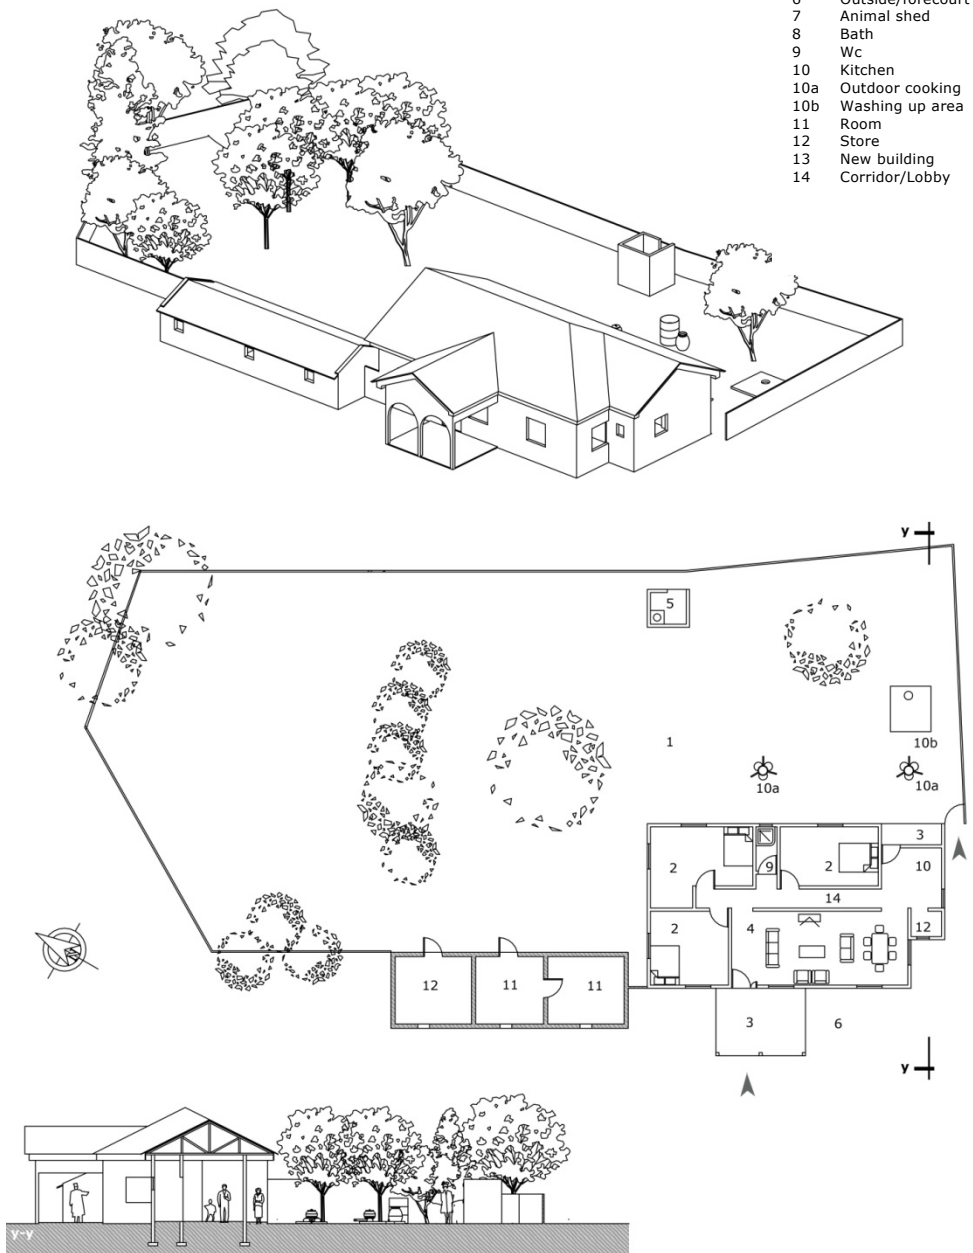 6 Outside/forecourt
7 Animal shed
8 Bath
9 Wc
10 Kitchen
10a Outdoor cooking
10b Washing up area
11 Room
12 Store
13 New building
14 Corridor/Lobby
y
5
10b
1
10a
10a
3
2
9
2
10
14
2
4
12
12
11
11
3
6
y
y-y